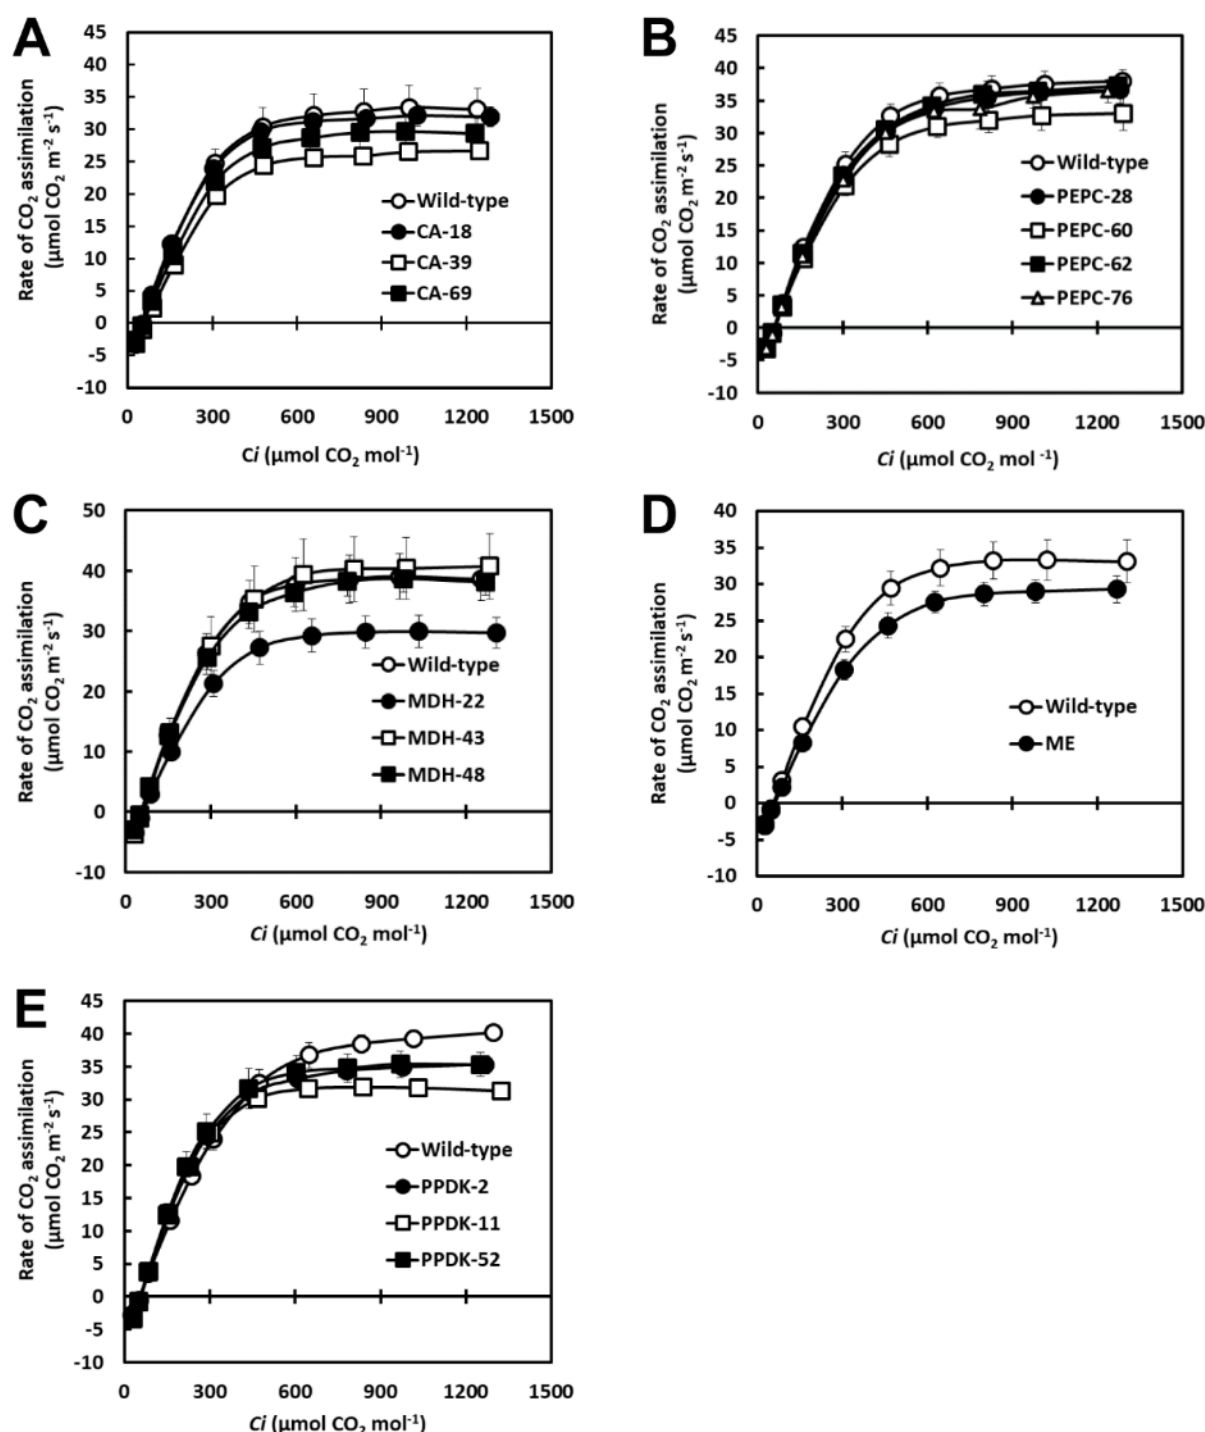 A
Rate of CO₂ assimilation
(µmol CO₂ m⁻² s⁻¹)
45
40
35
30
25
20
15
10
5
0
-5
-10
Wild-type
CA-18
CA-39
CA-69
0 300 600 900 1200 1500
Ci (µmol CO₂ mol⁻¹)
B
Rate of CO₂ assimilation
(µmol CO₂ m⁻² s⁻¹)
45
40
35
30
25
20
15
10
5
0
-5
-10
Wild-type
PEPC-28
PEPC-60
PEPC-62
PEPC-76
0 300 600 900 1200 1500
Ci (µmol CO₂ mol ⁻¹)
C
Rate of CO₂ assimilation
(µmol CO₂ m⁻² s⁻¹)
50
40
30
20
10
0
-10
Wild-type
MDH-22
MDH-43
MDH-48
0 300 600 900 1200 1500
Ci (µmol CO₂ mol⁻¹)
D
Rate of CO₂ assimilation
(µmol CO₂ m⁻² s⁻¹)
40
35
30
25
20
15
10
5
0
-5
-10
Wild-type
ME
0 300 600 900 1200 1500
Ci (µmol CO₂ mol⁻¹)
E
Rate of CO₂ assimilation
(µmol CO₂ m⁻² s⁻¹)
45
40
35
30
25
20
15
10
5
0
-5
-10
Wild-type
PPDK-2
PPDK-11
PPDK-52
0 300 600 900 1200 1500
Ci (µmol CO₂ mol⁻¹)